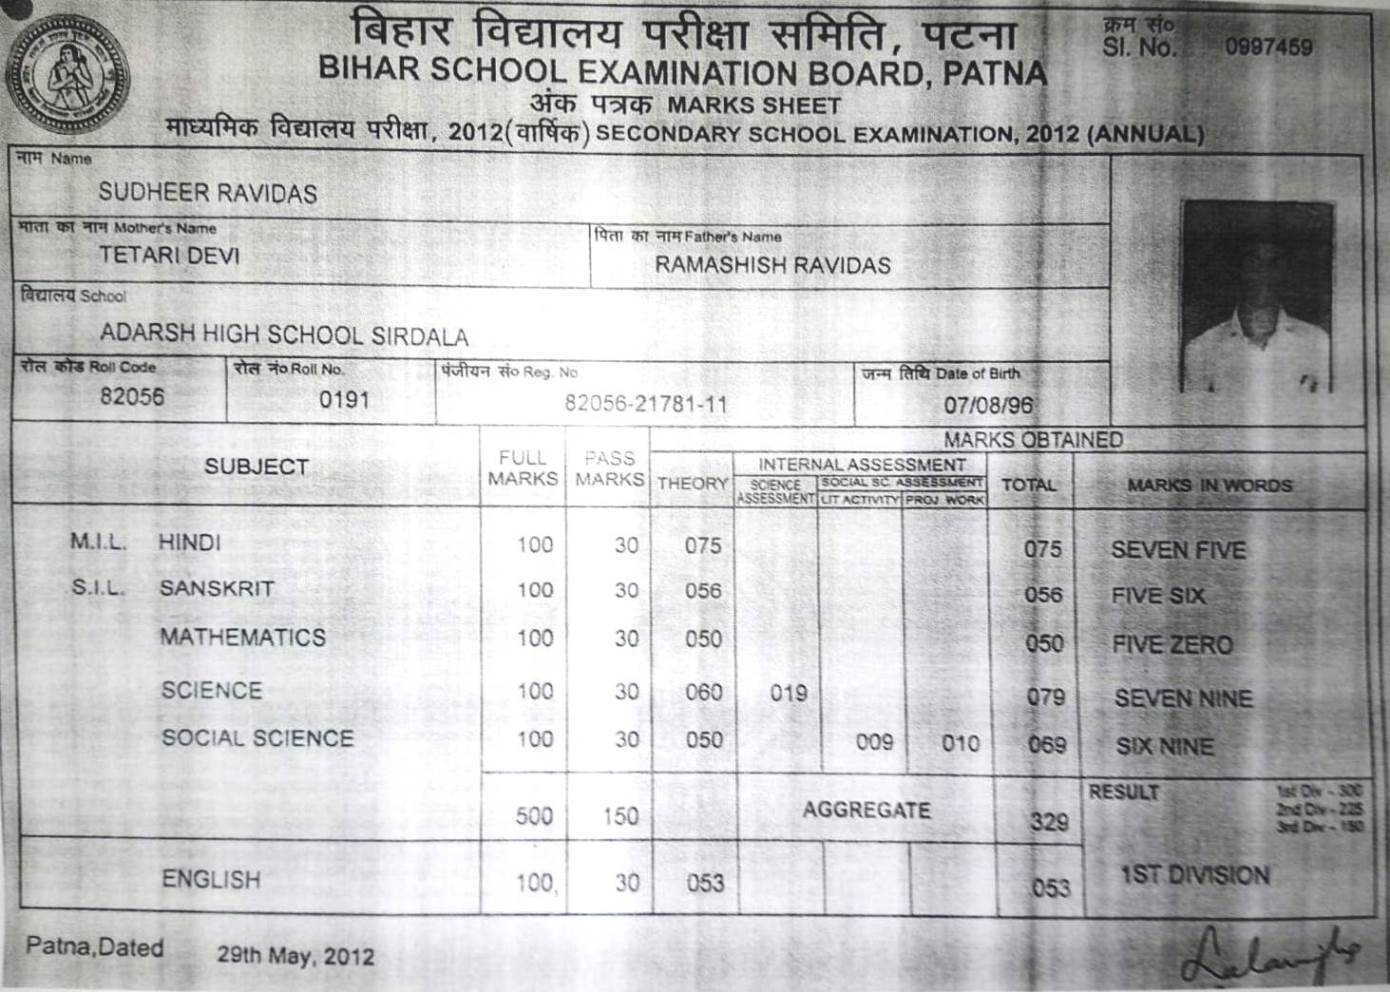 बिहार विद्यालय परीक्षा समिति, पटना
क्रम सं०
Sl. No. 0997459
BIHAR SCHOOL EXAMINATION BOARD, PATNA
अंक पत्रक MARKS SHEET
माध्यमिक विद्यालय परीक्षा, 2012(वार्षिक) SECONDARY SCHOOL EXAMINATION, 2012 (ANNUAL)
नाम Name
SUDHEER RAVIDAS
माता का नाम Mother's Name
TETARI DEVI
पिता का नाम Father's Name
RAMASHISH RAVIDAS
विद्यालय School
ADARSH HIGH SCHOOL SIRDALA
रोल कोड Roll Code
82056
रोल नं० Roll No.
0191
पंजीयन सं० Reg. No
82056-21781-11
जन्म तिथि Date of Birth
07/08/96
SUBJECT
FULL MARKS
PASS MARKS
MARKS OBTAINED
THEORY
INTERNAL ASSESSMENT
SCIENCE ASSESSMENT
SOCIAL SC. ASSESSMENT
LIT ACTIVITY PROJ WORK
TOTAL
MARKS IN WORDS
M.I.L. HINDI 100 30 075 075 SEVEN FIVE
S.I.L. SANSKRIT 100 30 056 056 FIVE SIX
MATHEMATICS 100 30 050 050 FIVE ZERO
SCIENCE 100 30 060 019 079 SEVEN NINE
SOCIAL SCIENCE 100 30 050 009 010 069 SIX NINE
500 150 AGGREGATE 329
RESULT
1st Div - 300
2nd Div - 225
3rd Div - 150
1ST DIVISION
ENGLISH 100, 30 053 053
Patna,Dated 29th May, 2012